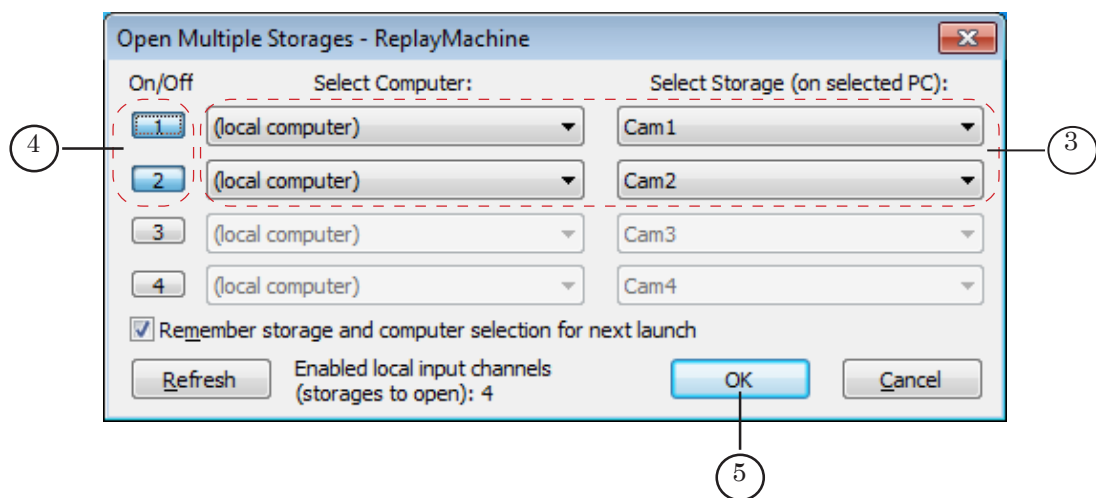 Open Multiple Storages - ReplayMachine
On/Off Select Computer: Select Storage (on selected PC):
4 1 (local computer) Cam1 3
2 (local computer) Cam2
3 (local computer) Cam3
4 (local computer) Cam4
Remember storage and computer selection for next launch
Refresh Enabled local input channels OK Cancel
(storages to open): 4
5